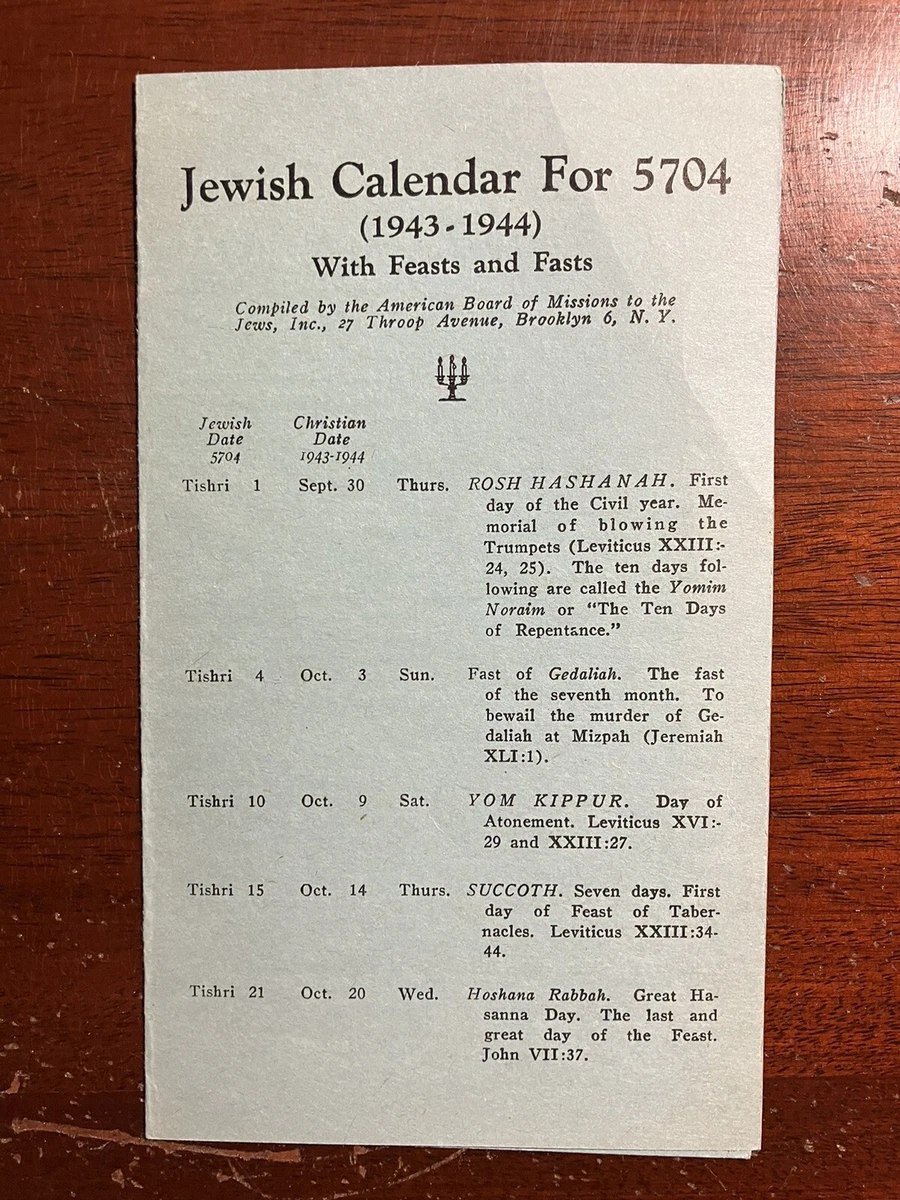 Jewish Calendar For 5704
(1943-1944)
With Feasts and Fasts
Compiled by the American Board of Missions to the
Jews, Inc., 27 Throop Avenue, Brooklyn 6, N. Y.
Jewish Christian
Date Date
5704 1943-1944
Tishri 1 Sept. 30 Thurs. ROSH HASHANAH. First
day of the Civil year. Me-
morial of blowing the
Trumpets (Leviticus XXIII:-
24, 25). The ten days fol-
lowing are called the Yomim
Noraim or "The Ten Days
of Repentance."
Tishri 4 Oct. 3 Sun. Fast of Gedaliah. The fast
of the seventh month. To
bewail the murder of Ge-
daliah at Mizpah (Jeremiah
XLI:1).
Tishri 10 Oct. 9 Sat. YOM KIPPUR. Day of
Atonement. Leviticus XVI:-
29 and XXIII:27.
Tishri 15 Oct. 14 Thurs. SUCCOTH. Seven days. First
day of Feast of Taber-
nacles. Leviticus XXIII:34-
44.
Tishri 21 Oct. 20 Wed. Hoshana Rabbah. Great Ha-
sanna Day. The last and
great day of the Feast.
John VII:37.